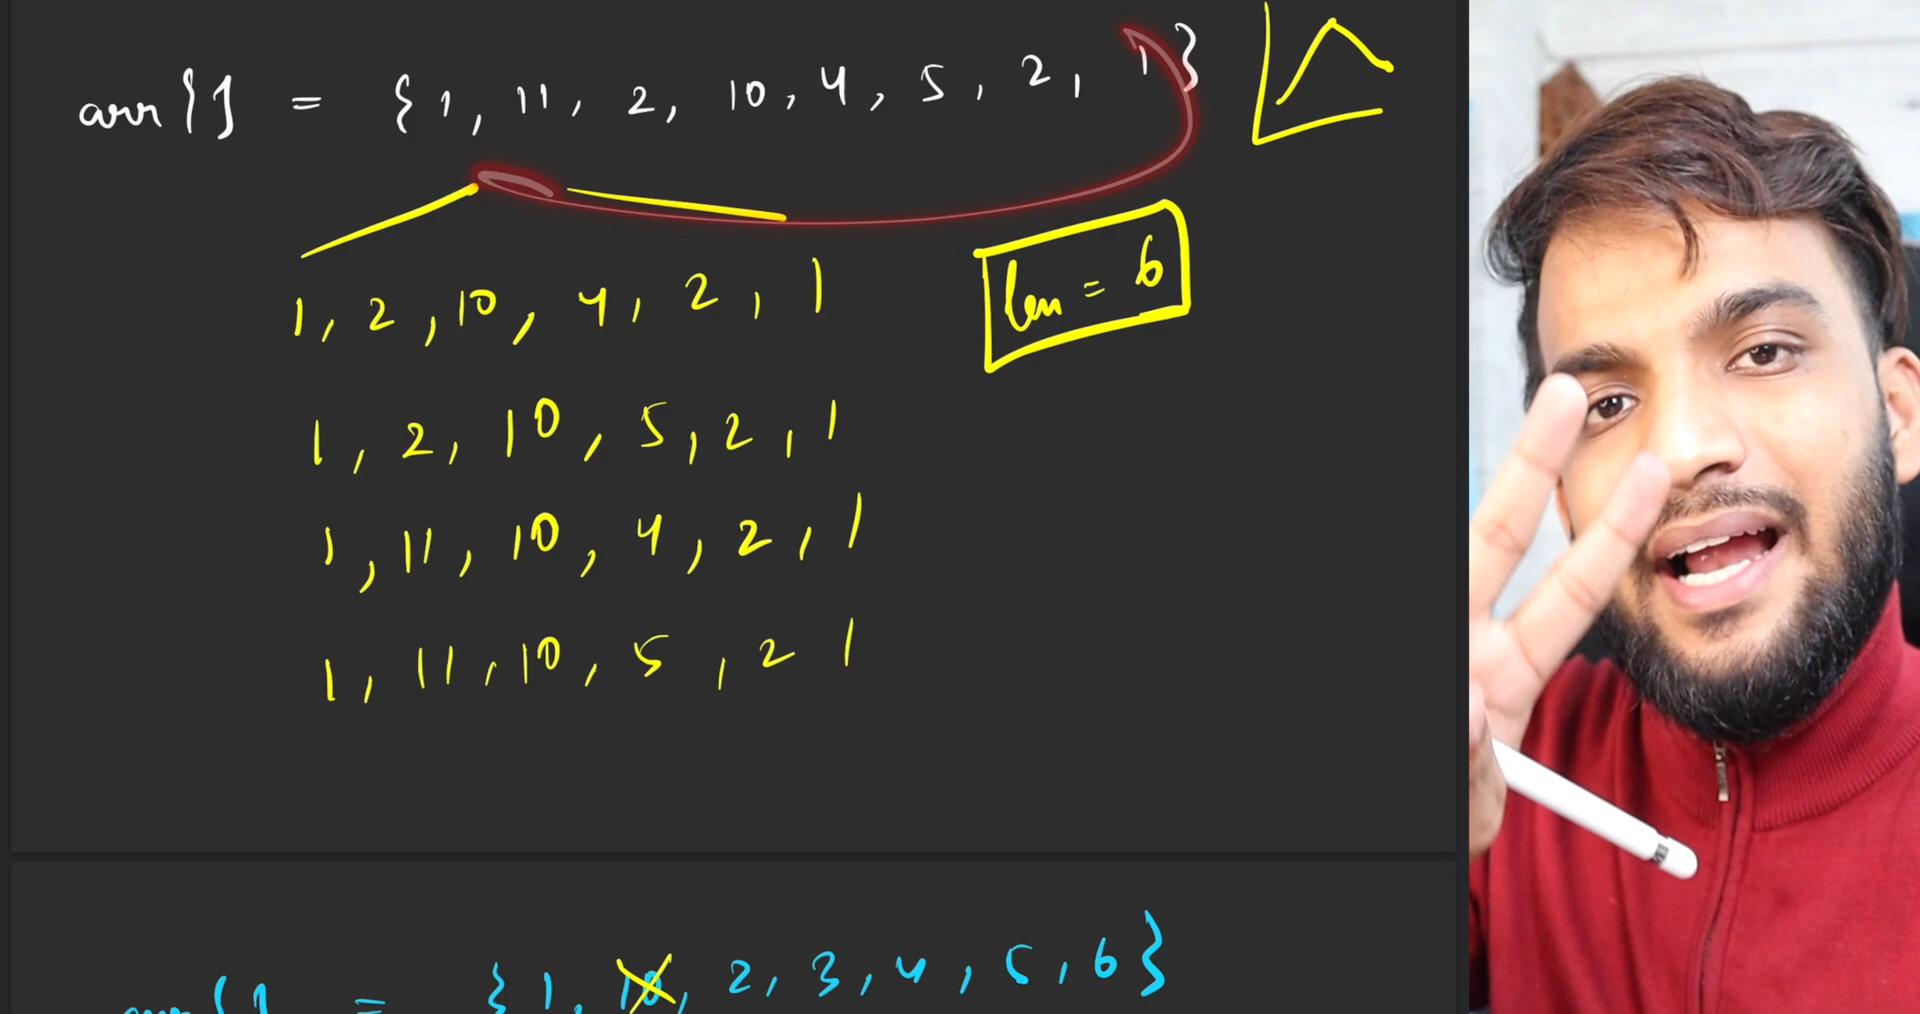 arr[] = {1, 11, 2, 10, 4, 5, 2, 1}
1, 2, 10, 4, 2, 1
len = 6
1, 2, 10, 5, 2, 1
1, 11, 10, 4, 2, 1
1, 11, 10, 5, 2 1
arr[] = {1, 10, 2, 3, 4, 5, 6}